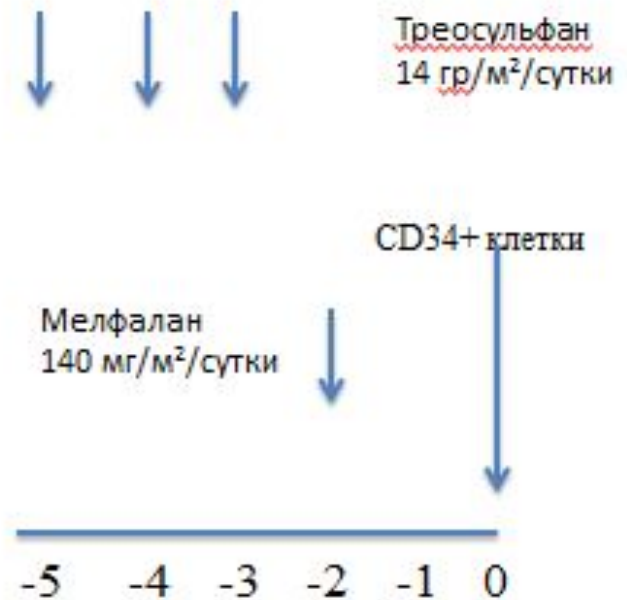 Треосульфан
14 гр/м²/сутки
CD34+ клетки
Мелфалан
140 мг/м²/сутки
-5 -4 -3 -2 -1 0